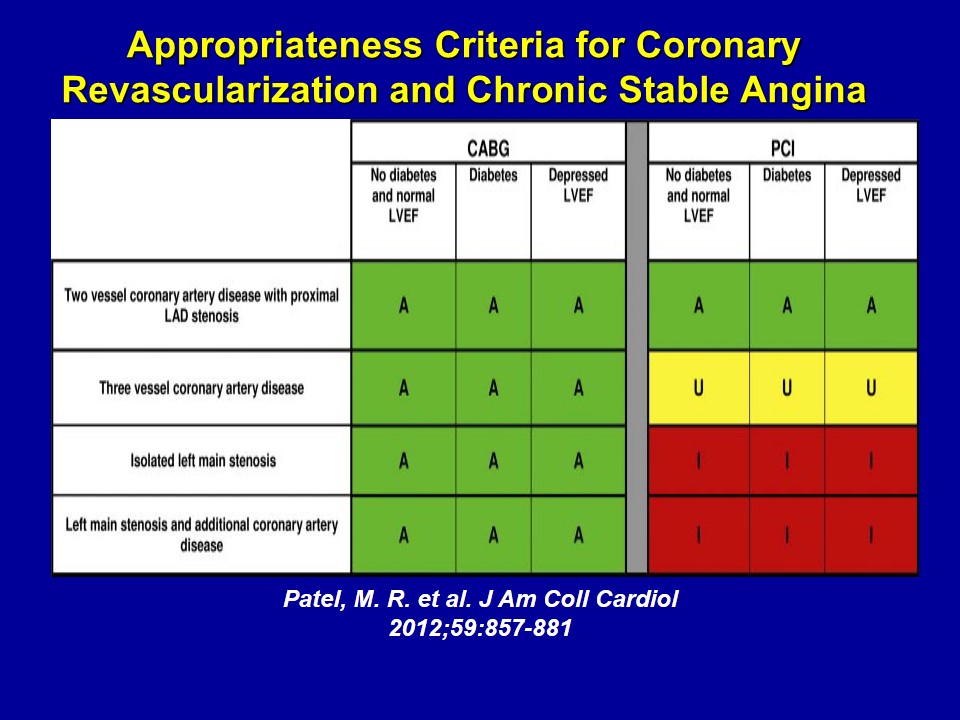 Appropriateness Criteria for Coronary
Revascularization and Chronic Stable Angina
CABG
PCI
No diabetes
and normal
LVEF
Diabetes
Depressed
LVEF
No diabetes
and normal
LVEF
Diabetes
Depressed
LVEF
Two vessel coronary artery disease with proximal
LAD stenosis
A A A A A A
Three vessel coronary artery disease
A A A U U U
Isolated left main stenosis
A A A I I I
Left main stenosis and additional coronary artery
disease
A A A I I I
Patel, M. R. et al. J Am Coll Cardiol
2012;59:857-881